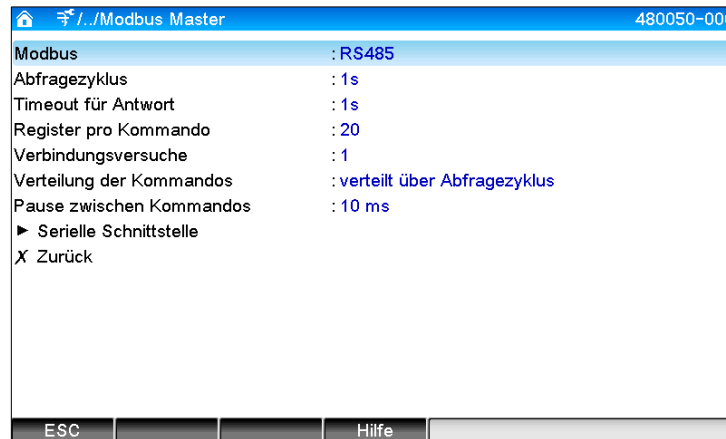 /../Modbus Master 480050-00
Modbus : RS485
Abfragezyklus : 1s
Timeout für Antwort : 1s
Register pro Kommando : 20
Verbindungsversuche : 1
Verteilung der Kommandos : verteilt über Abfragezyklus
Pause zwischen Kommandos : 10 ms
► Serielle Schnittstelle
X Zurück
ESC Hilfe